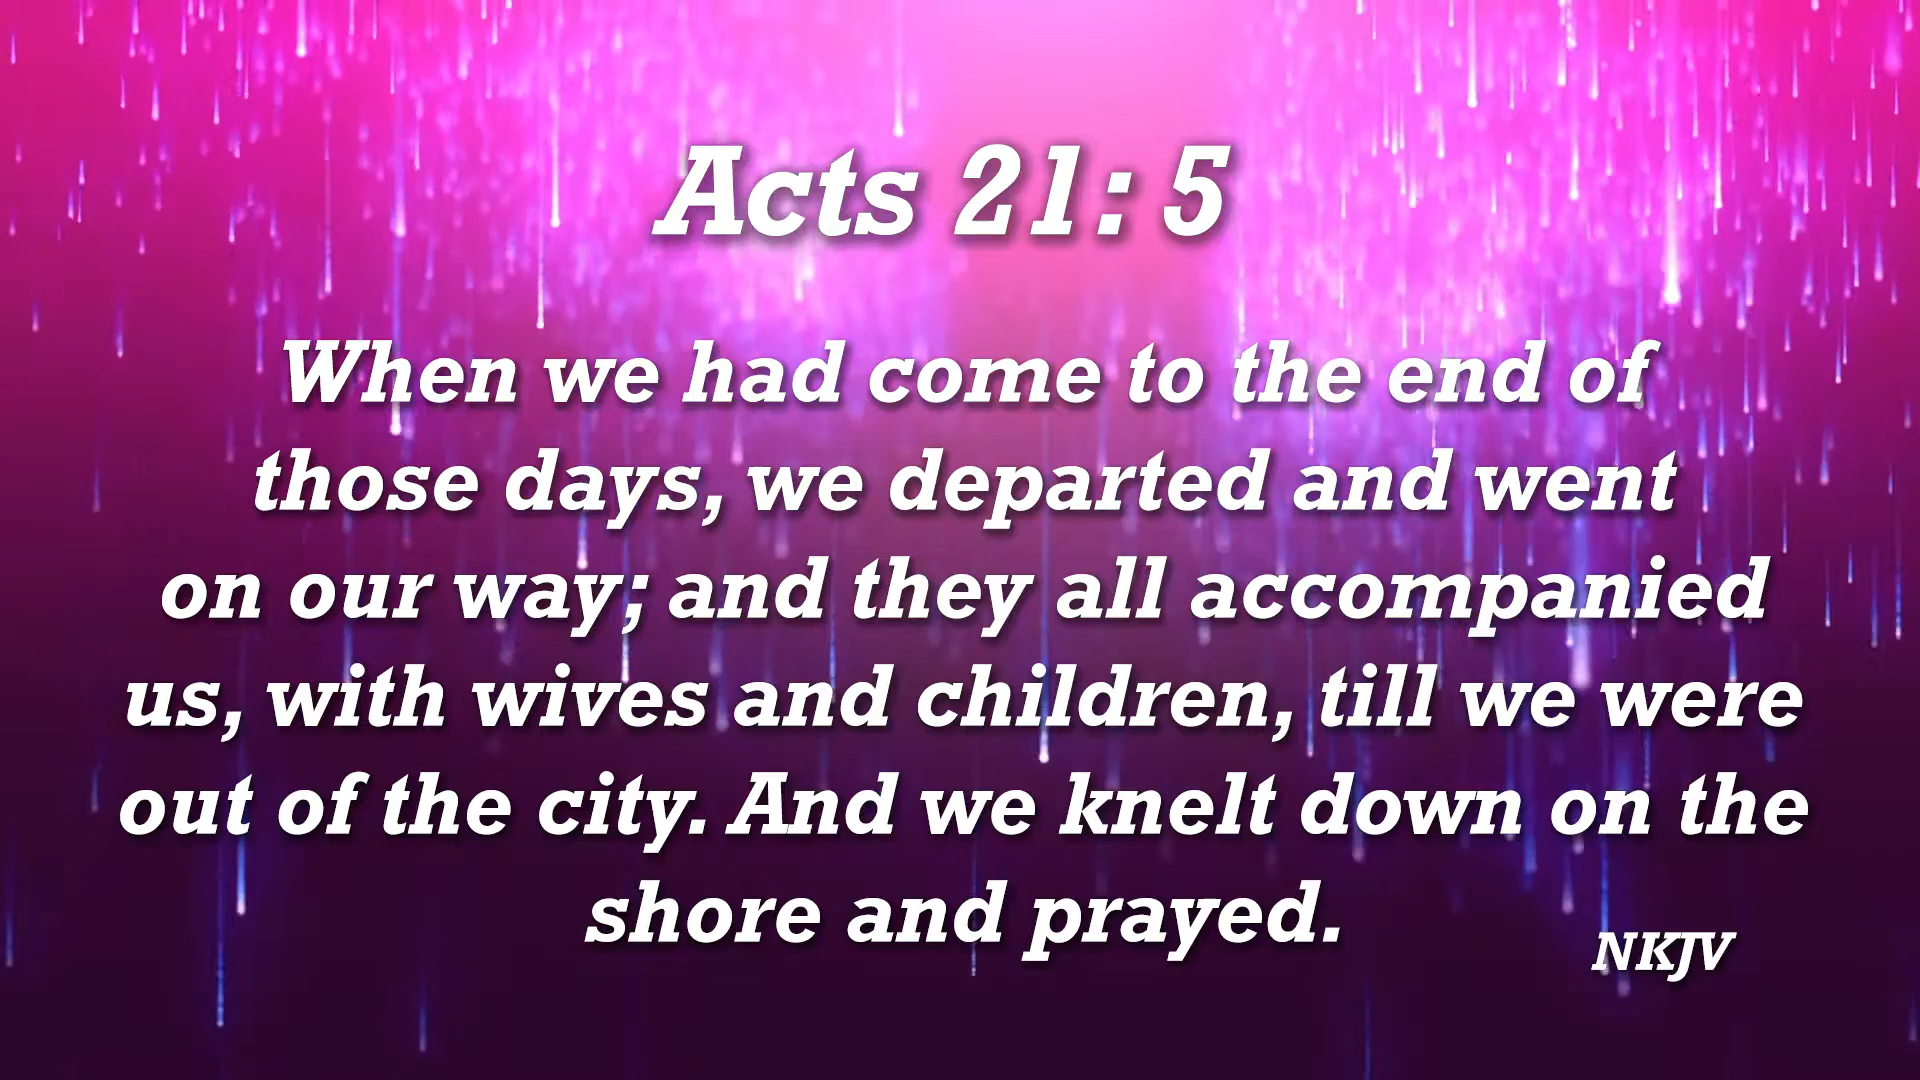 Acts 21: 5
When we had come to the end of
those days, we departed and went
on our way; and they all accompanied
us, with wives and children, till we were
out of the city. And we knelt down on the
shore and prayed.
NKJV